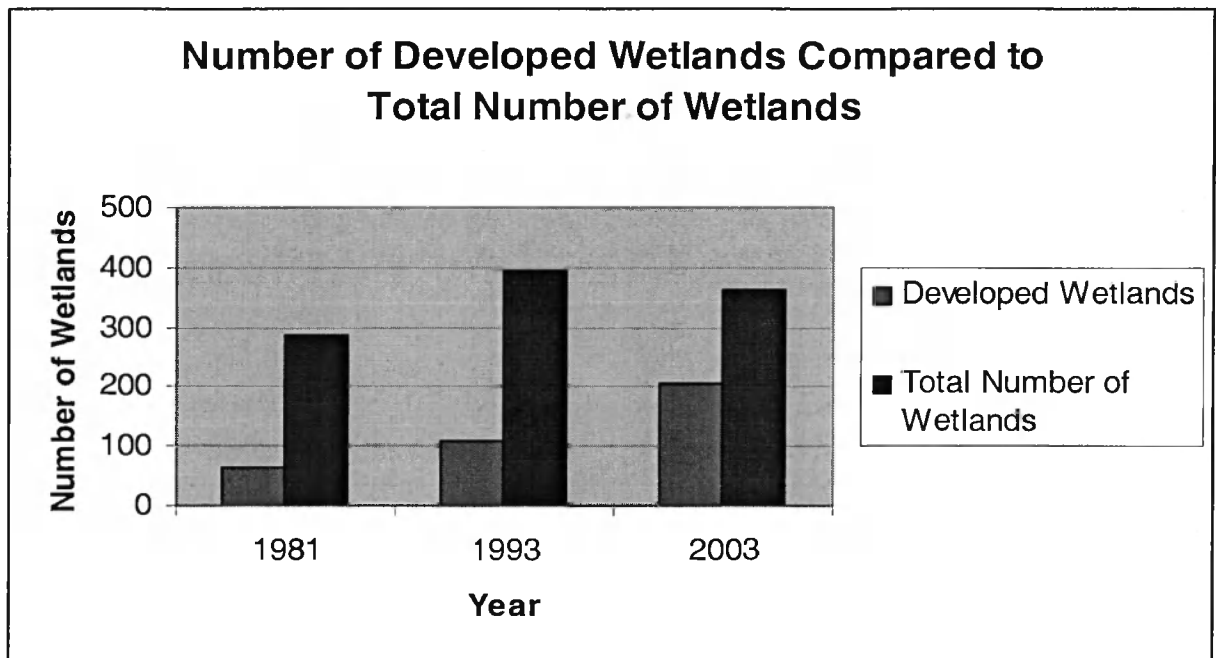 Number of Developed Wetlands Compared to
Total Number of Wetlands
Number of Wetlands
500
400
300
200
100
0
1981
1993
2003
Year
Developed Wetlands
Total Number of
Wetlands